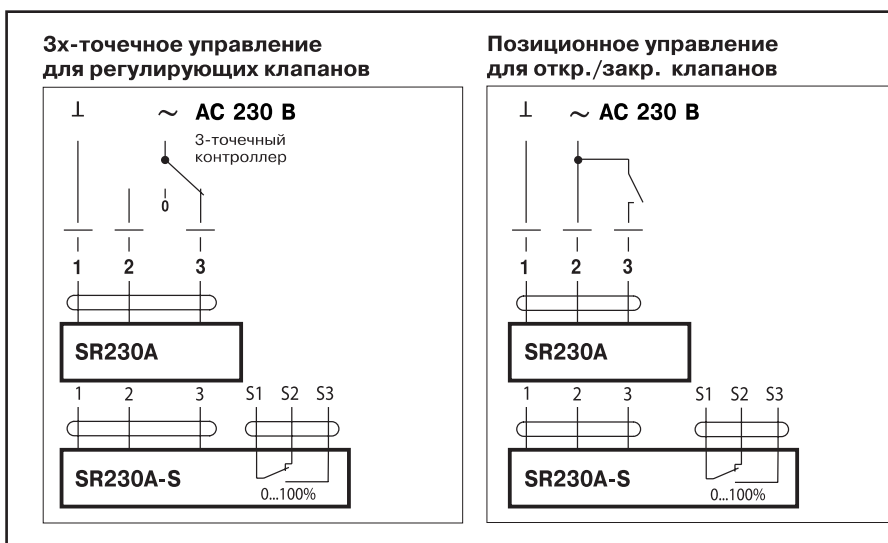 3х-точечное управление
для регулирующих клапанов
⊥ ~ AC 230 В
3-точечный
контроллер
0
1 2 3
SR230A
1 2 3 S1 S2 S3
SR230A-S
0...100%
Позиционное управление
для откр./закр. клапанов
⊥ ~ AC 230 В
1 2 3
SR230A
1 2 3 S1 S2 S3
SR230A-S
0...100%